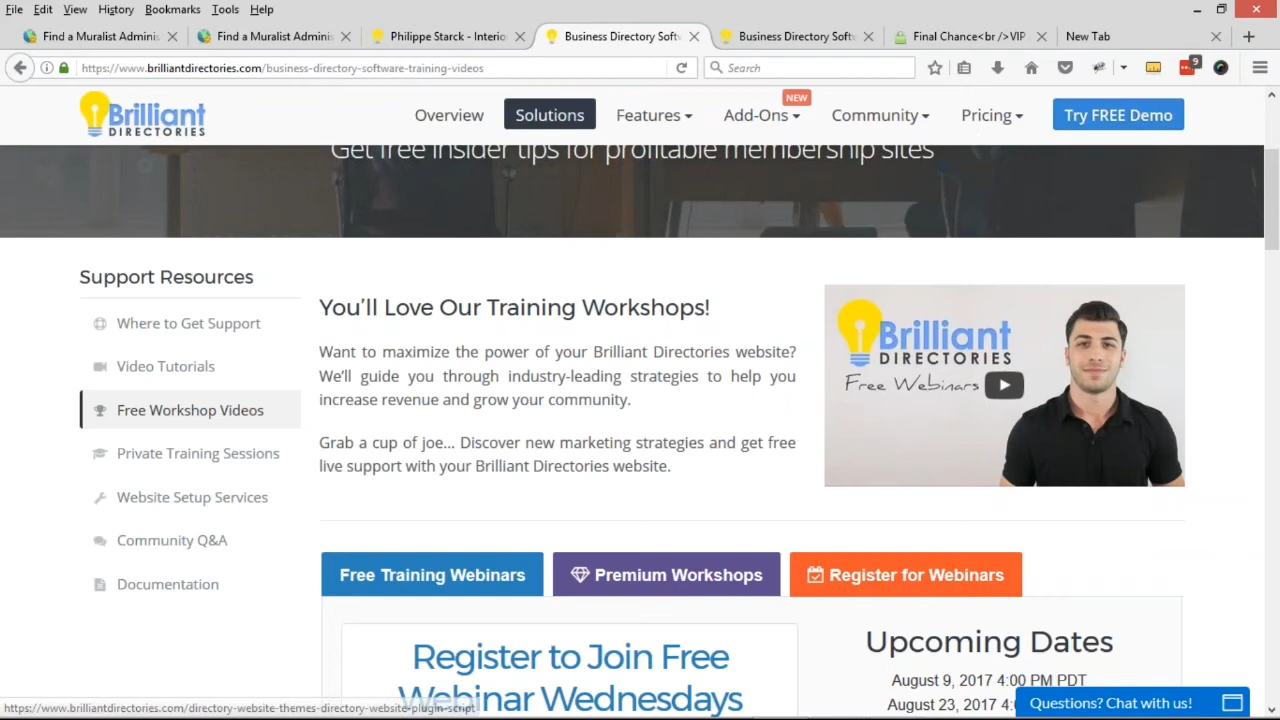 File Edit View History Bookmarks Tools Help
Find a Muralist Adminis
Find a Muralist Adminis
Philippe Starck - Interio
Business Directory Soft
Business Directory Soft
Final Chance<br />VIP
New Tab
https://www.brilliantdirectories.com/business-directory-software-training-videos
Search
9
Brilliant
DIRECTORIES
Overview
Solutions
Features
Add-Ons
NEW
Community
Pricing
Try FREE Demo
Get free insider tips for profitable membership sites
Support Resources
Where to Get Support
Video Tutorials
Free Workshop Videos
Private Training Sessions
Website Setup Services
Community Q&A
Documentation
You'll Love Our Training Workshops!
Want to maximize the power of your Brilliant Directories website?
We'll guide you through industry-leading strategies to help you
increase revenue and grow your community.
Grab a cup of joe... Discover new marketing strategies and get free
live support with your Brilliant Directories website.
Brilliant
DIRECTORIES
Free Webinars
Free Training Webinars
Premium Workshops
Register for Webinars
Register to Join Free
Webinar Wednesdays
Upcoming Dates
August 9, 2017 4:00 PM PDT
August 23, 2017 4:
Questions? Chat with us!
https://www.brilliantdirectories.com/directory-website-themes-directory-website-plugin-script